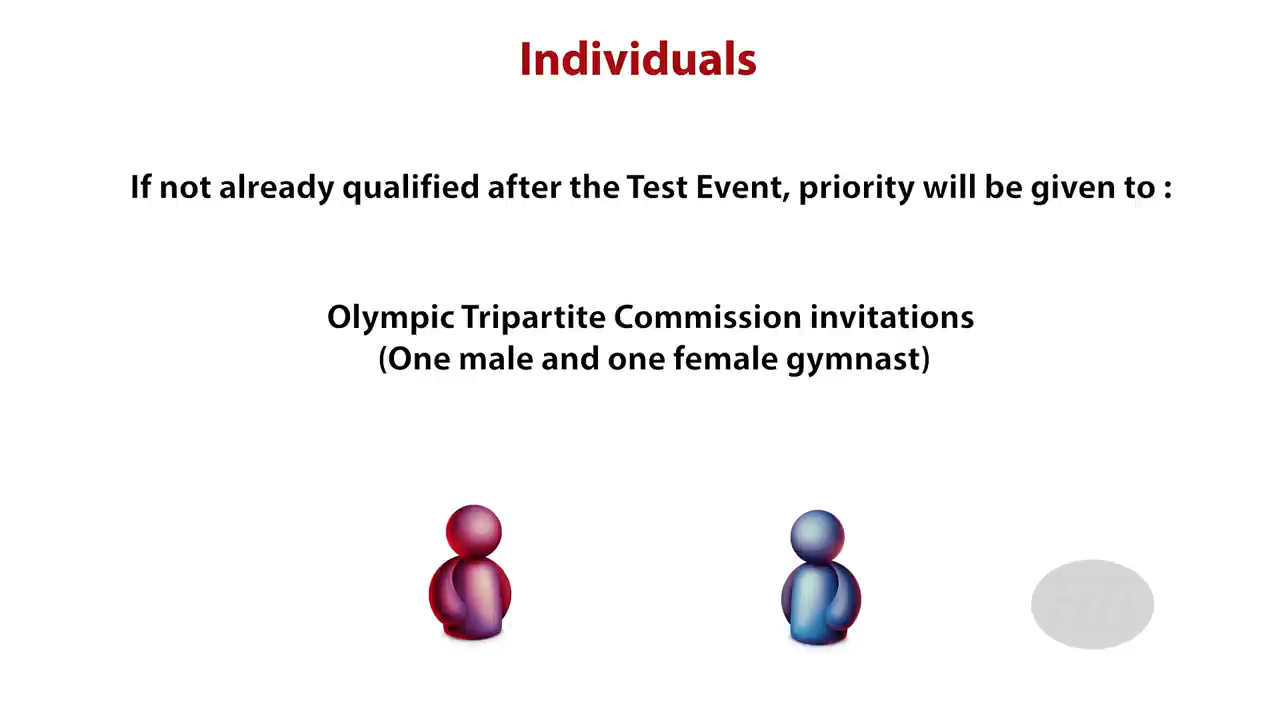 Individuals
If not already qualified after the Test Event, priority will be given to :
Olympic Tripartite Commission invitations
(One male and one female gymnast)